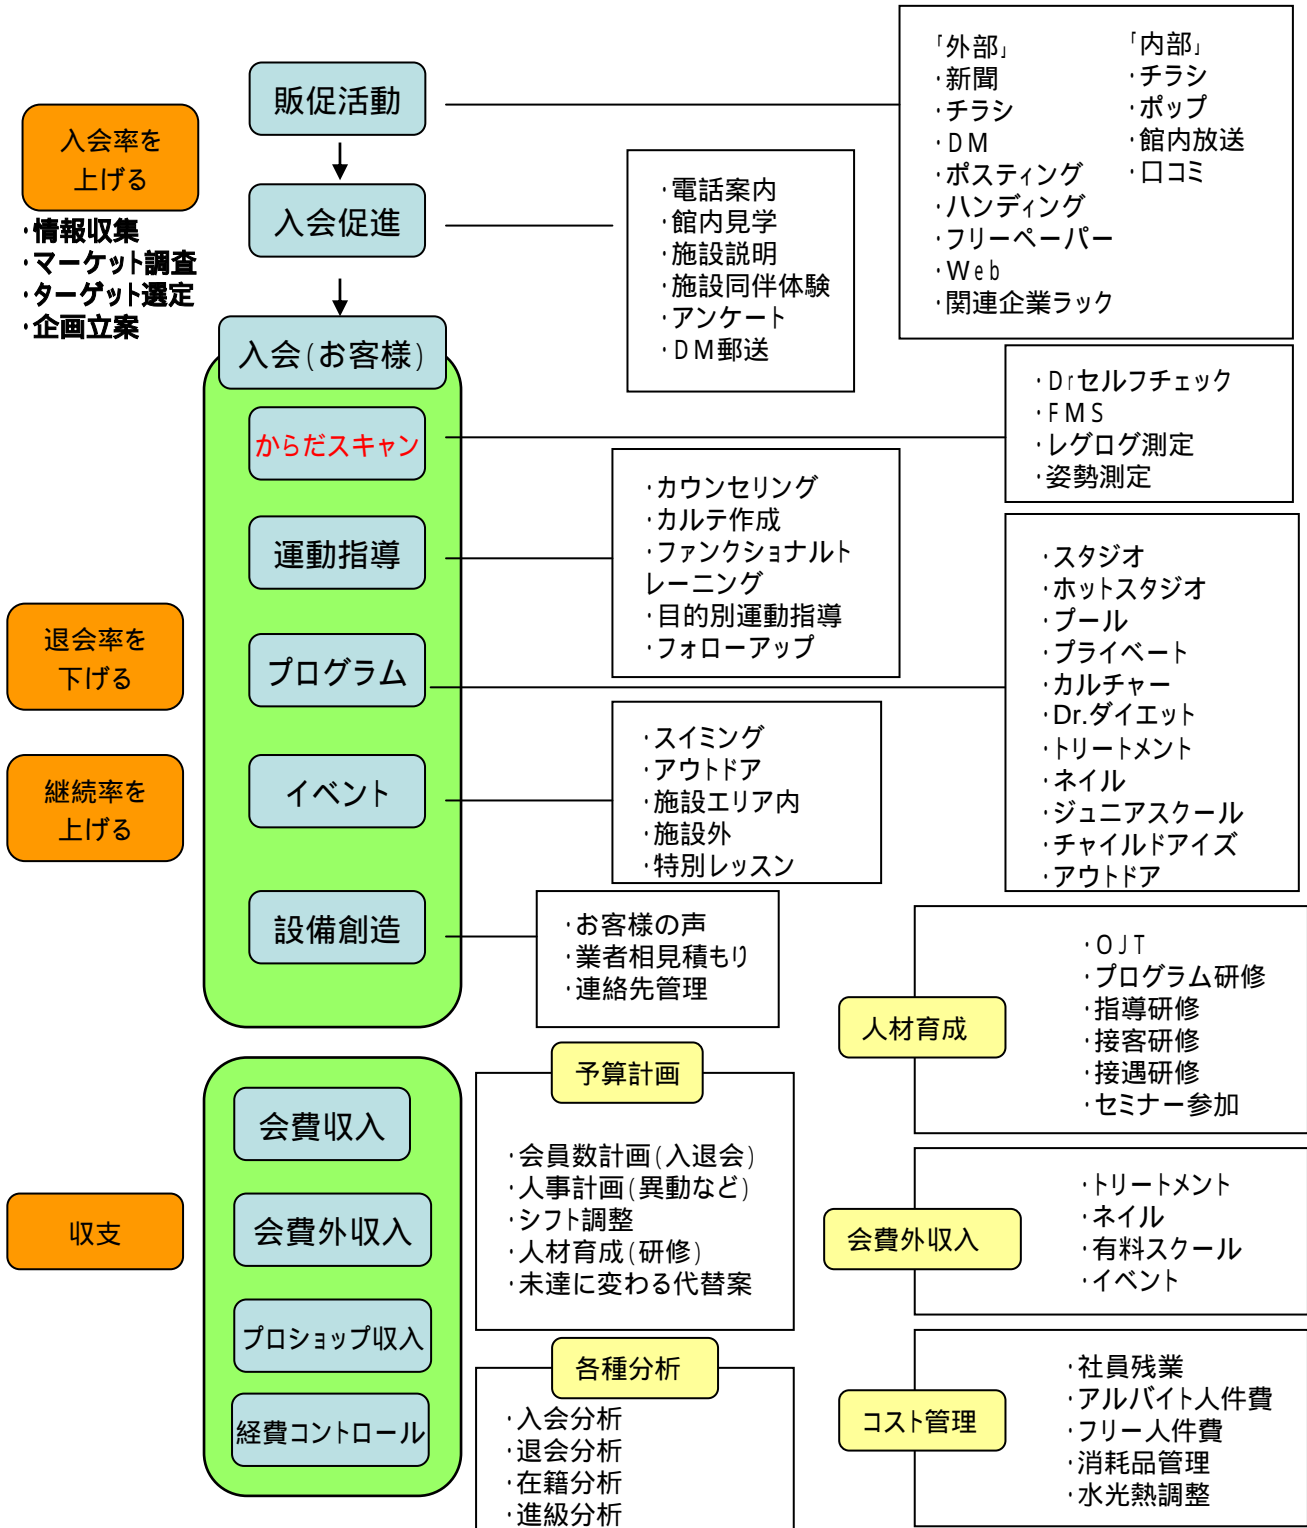 販促活動
「外部」
・新聞
・チラシ
・DM
・ポスティング
・ハンディング
・フリーペーパー
・Web
・関連企業ラック
「内部」
・チラシ
・ポップ
・館内放送
・口コミ
入会率を
上げる
・情報収集
・マーケット調査
・ターゲット選定
・企画立案
入会促進
・電話案内
・館内見学
・施設説明
・施設同伴体験
・アンケート
・DM郵送
入会(お客様)
からだスキャン
・Drセルフチェック
・FMS
・レグログ測定
・姿勢測定
運動指導
・カウンセリング
・カルテ作成
・ファンクショナルト
レーニング
・目的別運動指導
・フォローアップ
退会率を
下げる
プログラム
・スタジオ
・ホットスタジオ
・プール
・プライベート
・カルチャー
・Dr.ダイエット
・トリートメント
・ネイル
・ジュニアスクール
・チャイルドアイズ
・アウトドア
継続率を
上げる
イベント
・スイミング
・アウトドア
・施設エリア内
・施設外
・特別レッスン
設備創造
・お客様の声
・業者相見積もり
・連絡先管理
人材育成
・OJT
・プログラム研修
・指導研修
・接客研修
・接遇研修
・セミナー参加
収支
会費収入
会費外収入
プロショップ収入
経費コントロール
予算計画
・会員数計画(入退会)
・人事計画(異動など)
・シフト調整
・人材育成(研修)
・未達に変わる代替案
会費外収入
・トリートメント
・ネイル
・有料スクール
・イベント
各種分析
・入会分析
・退会分析
・在籍分析
・進級分析
コスト管理
・社員残業
・アルバイト人件費
・フリー人件費
・消耗品管理
・水光熱調整